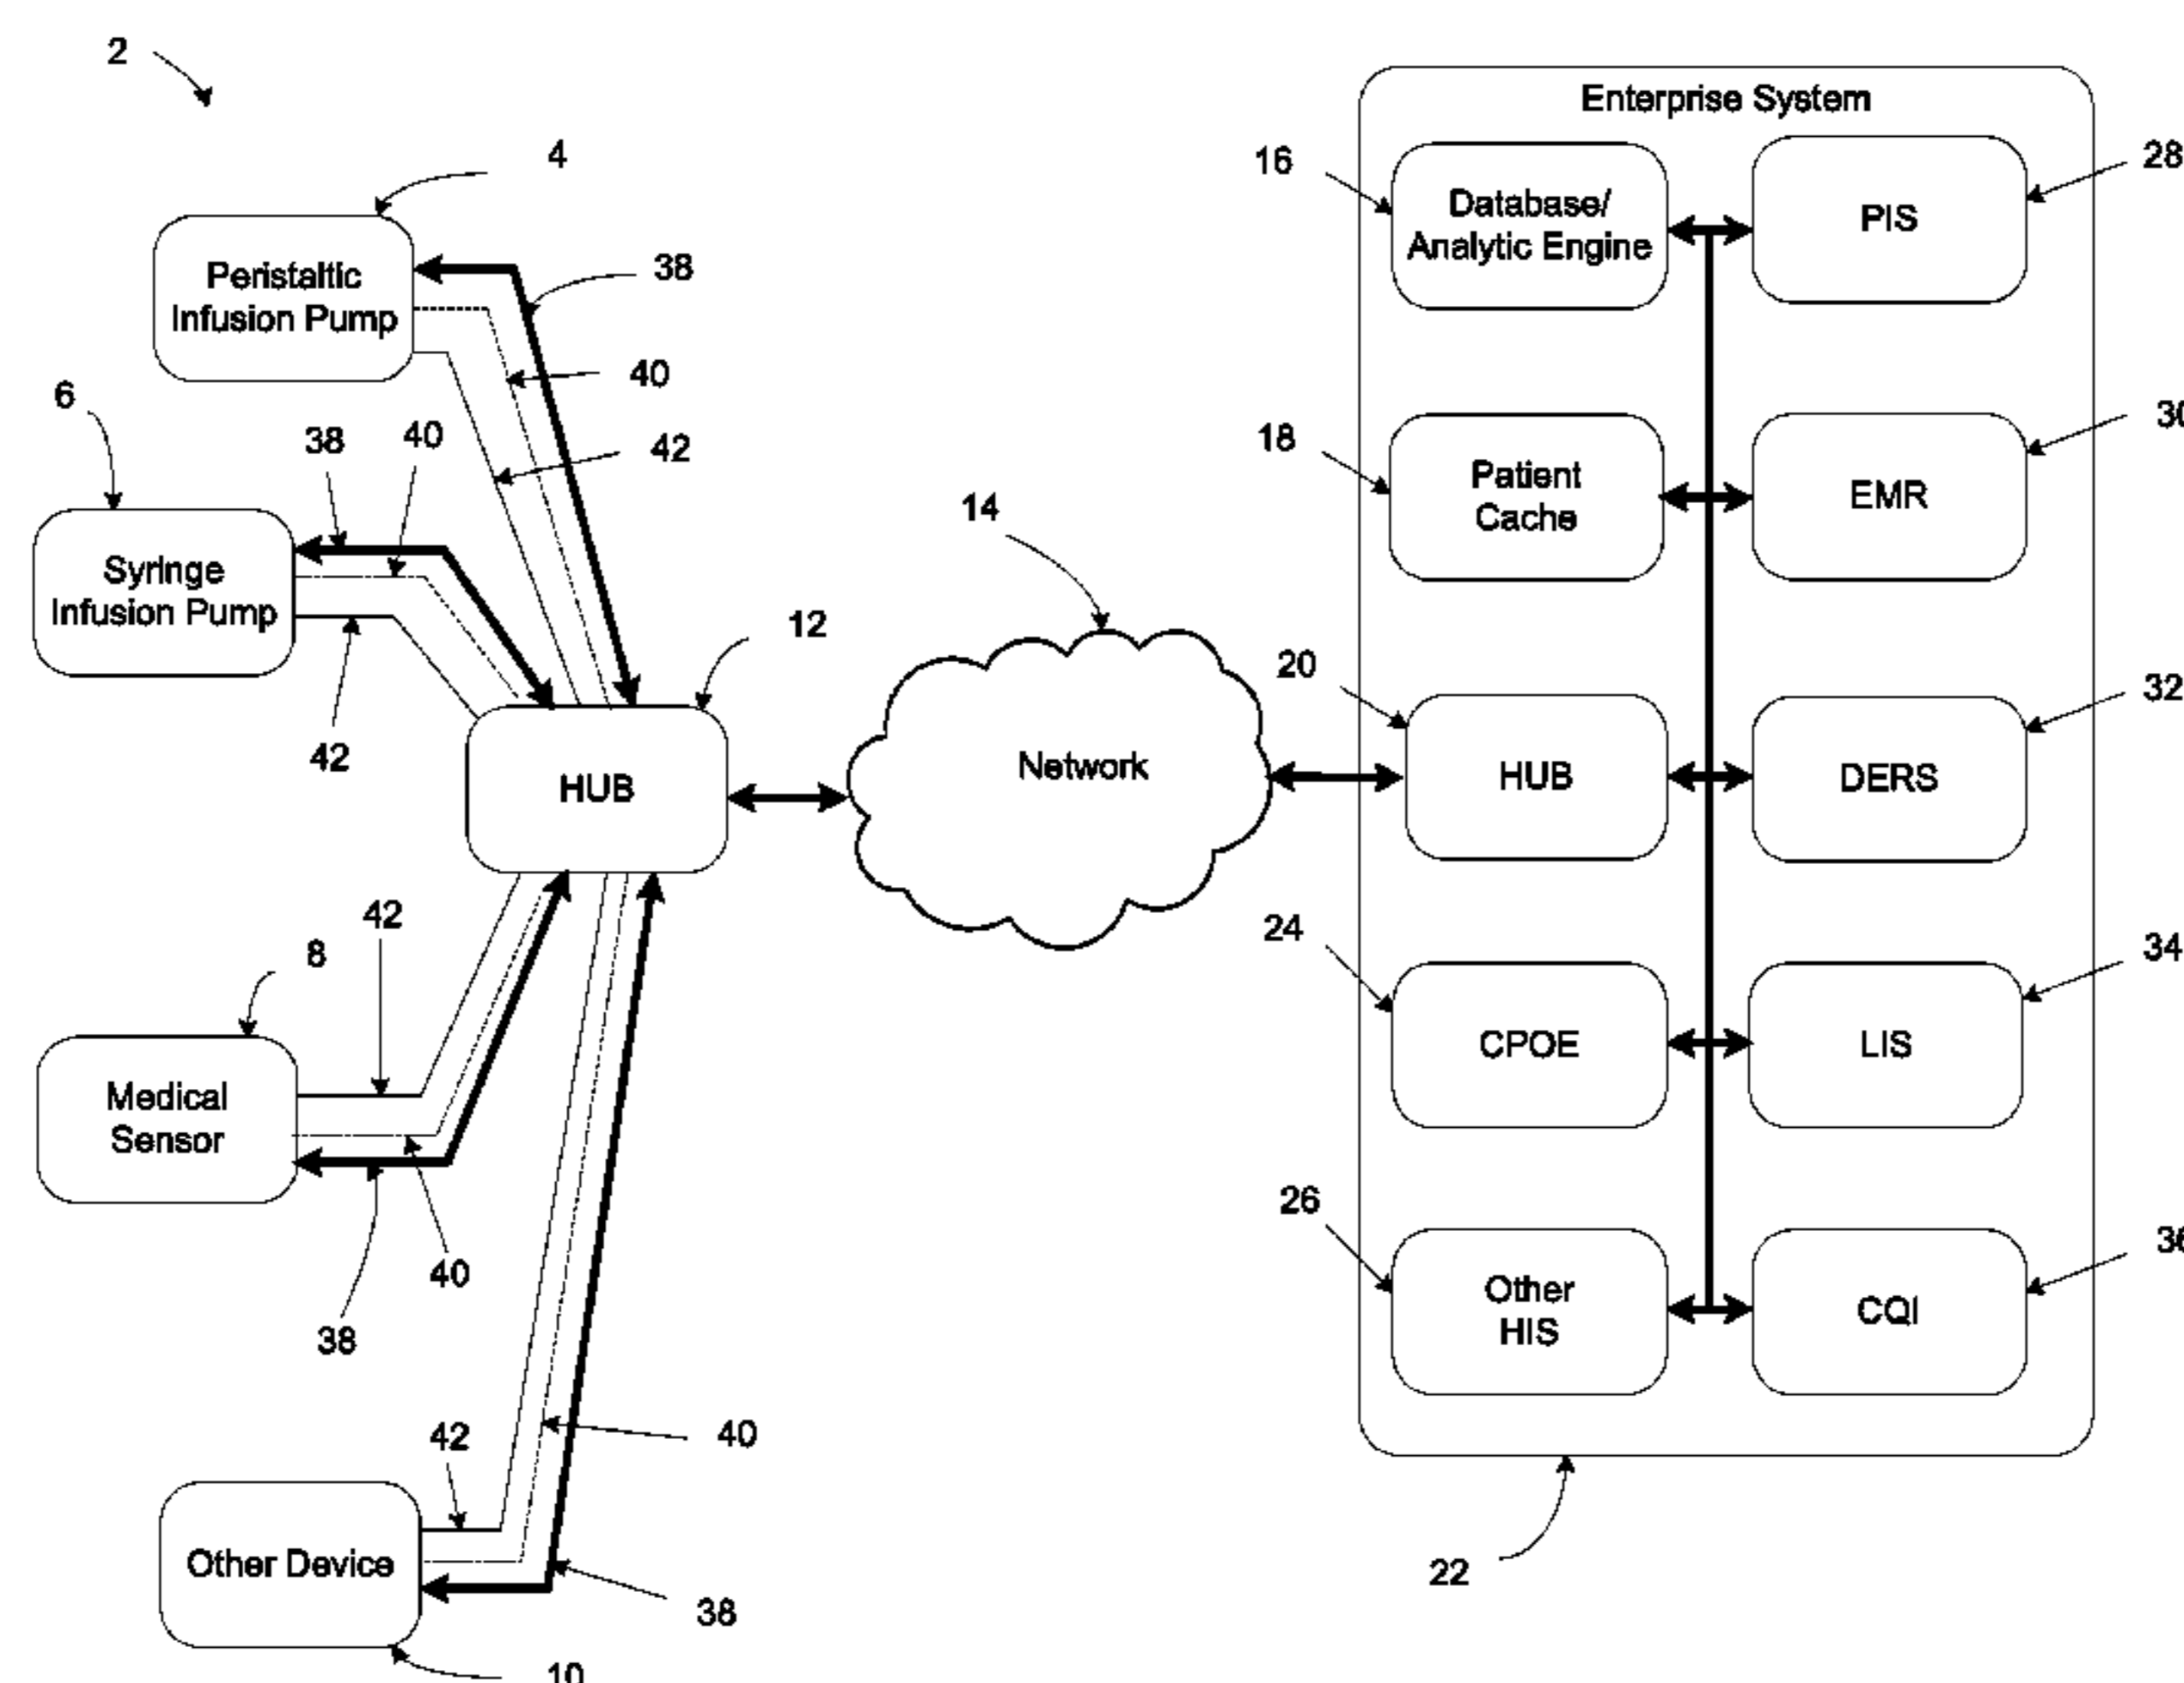 2
Enterprise System
4
16
Database/
Analytic Engine
PIS
28
Peristaltic
Infusion Pump
38
40
42
6
38
40
Syringe
Infusion Pump
42
18
Patient
Cache
EMR
14
12
HUB
Network
20
HUB
DERS
32
42
8
Medical
Sensor
40
38
24
CPOE
LIS
34
26
Other
HIS
CQI
42
40
Other Device
38
10
22